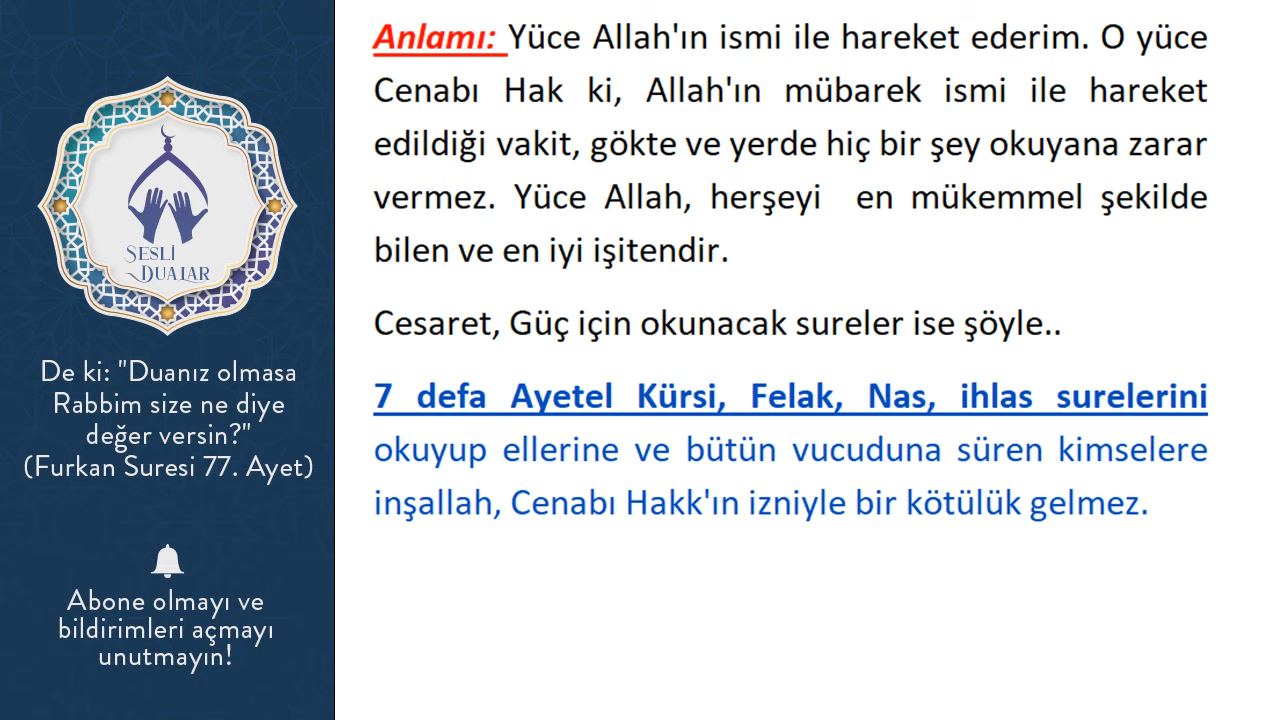 SESLİ
DUALAR
De ki: "Duanız olmasa
Rabbim size ne diye
değer versin?"
(Furkan Suresi 77. Ayet)
Abone olmayı ve
bildirimleri açmayı
unutmayın!
Anlamı: Yüce Allah'ın ismi ile hareket ederim. O yüce
Cenabı Hak ki, Allah'ın mübarek ismi ile hareket
edildiği vakit, gökte ve yerde hiç bir şey okuyana zarar
vermez. Yüce Allah, herşeyi en mükemmel şekilde
bilen ve en iyi işitendir.
Cesaret, Güç için okunacak sureler ise şöyle..
7 defa Ayetel Kürsi, Felak, Nas, ihlas surelerini
okuyup ellerine ve bütün vucuduna süren kimselere
inşallah, Cenabı Hakk'ın izniyle bir kötülük gelmez.